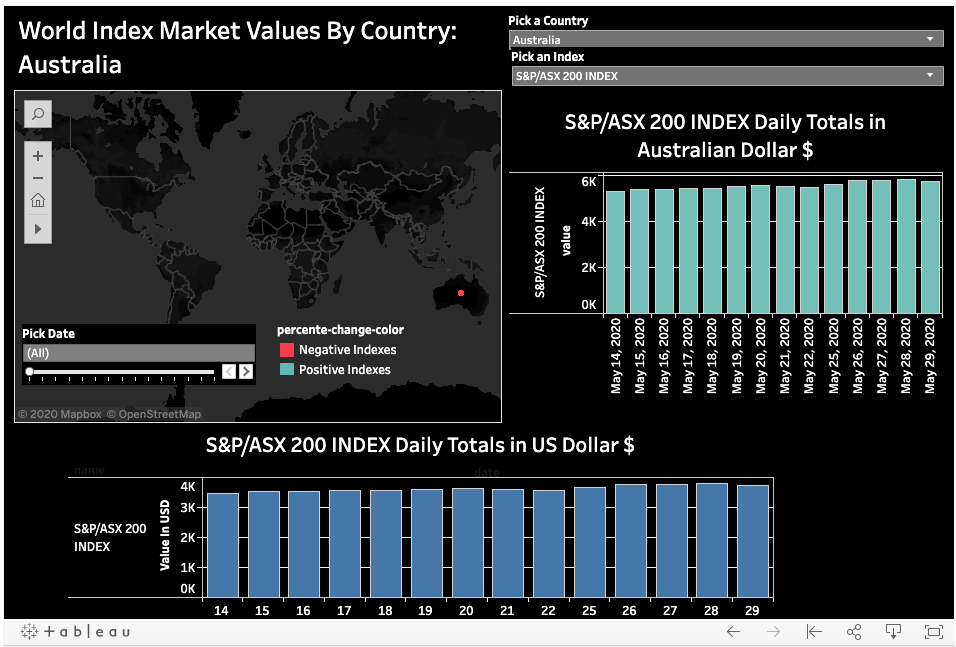 World Index Market Values By Country:
Australia
Pick a Country
Australia
Pick an Index
S&P/ASX 200 INDEX
Pick Date
(All)
percente-change-color
Negative Indexes
Positive Indexes
© 2020 Mapbox © OpenStreetMap
S&P/ASX 200 INDEX Daily Totals in
Australian Dollar $
S&P/ASX 200 INDEX
value
6K
4K
2K
0K
May 14, 2020
May 15, 2020
May 16, 2020
May 17, 2020
May 18, 2020
May 19, 2020
May 20, 2020
May 21, 2020
May 22, 2020
May 25, 2020
May 26, 2020
May 27, 2020
May 28, 2020
May 29, 2020
S&P/ASX 200 INDEX Daily Totals in US Dollar $
name
date
S&P/ASX 200
INDEX
Value In USD
4K
3K
2K
1K
0K
14 15 16 17 18 19 20 21 22 25 26 27 28 29
+ a b l e a u